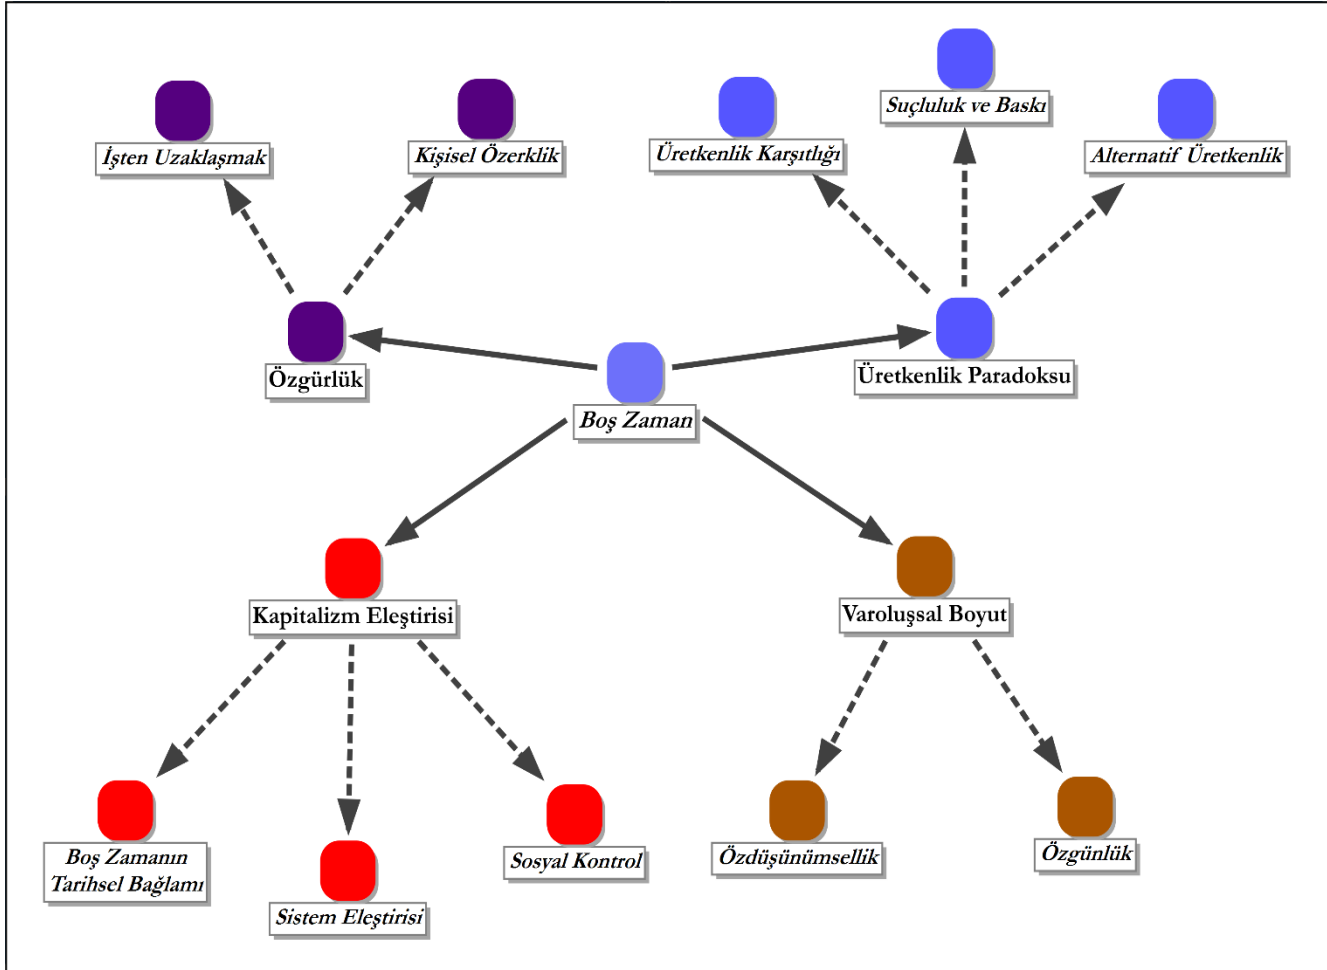 Suçluluk ve Baskı
İşten Uzaklaşmak
Kişisel Özerklik
Üretkenlik Karşıtlığı
Alternatif Üretkenlik
Özgürlük
Üretkenlik Paradoksu
Boş Zaman
Kapitalizm Eleştirisi
Varoluşsal Boyut
Boş Zamanın
Tarihsel Bağlamı
Sistem Eleştirisi
Sosyal Kontrol
Özdüşünümsellik
Özgünlük